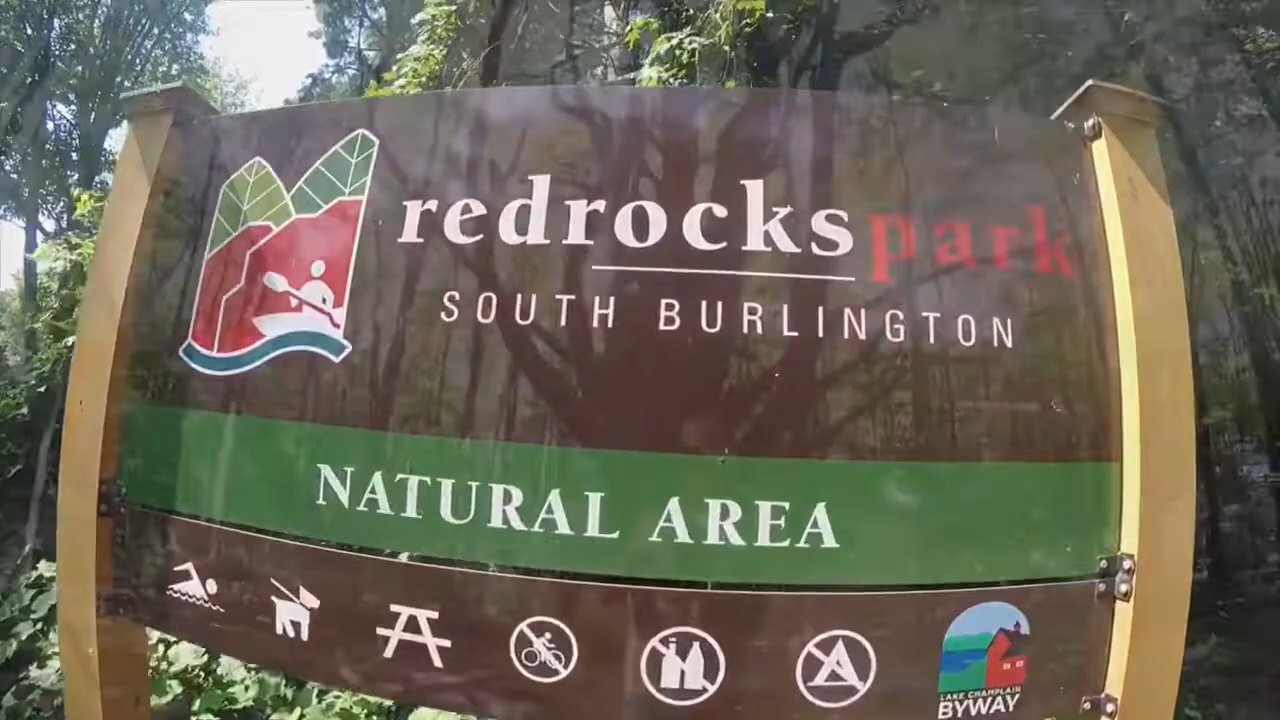 redrockspark
SOUTH BURLINGTON
NATURAL AREA
LAKE CHAMPLAIN
BYWAY